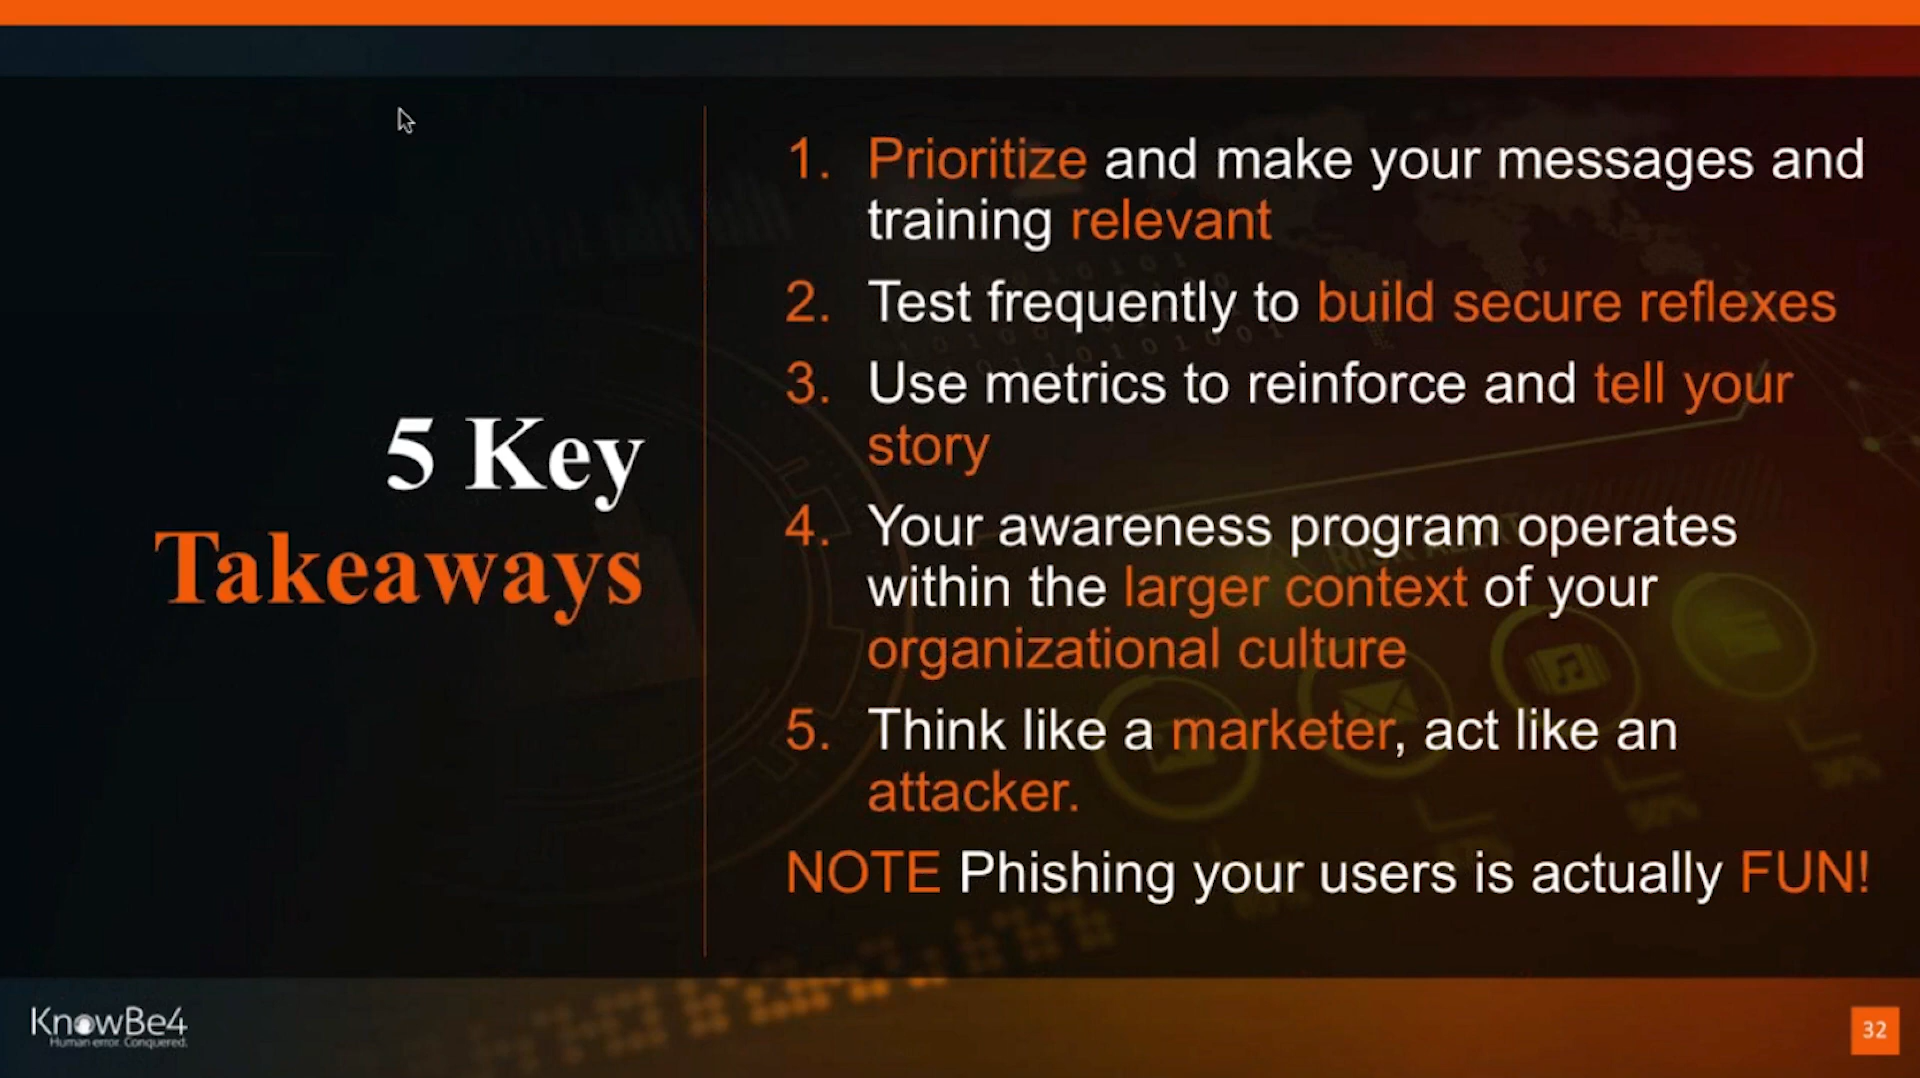 5 Key
Takeaways
1. Prioritize and make your messages and
training relevant
2. Test frequently to build secure reflexes
3. Use metrics to reinforce and tell your
story
4. Your awareness program operates
within the larger context of your
organizational culture
5. Think like a marketer, act like an
attacker.
NOTE Phishing your users is actually FUN!
KnowBe4
Human error. Conquered.
32